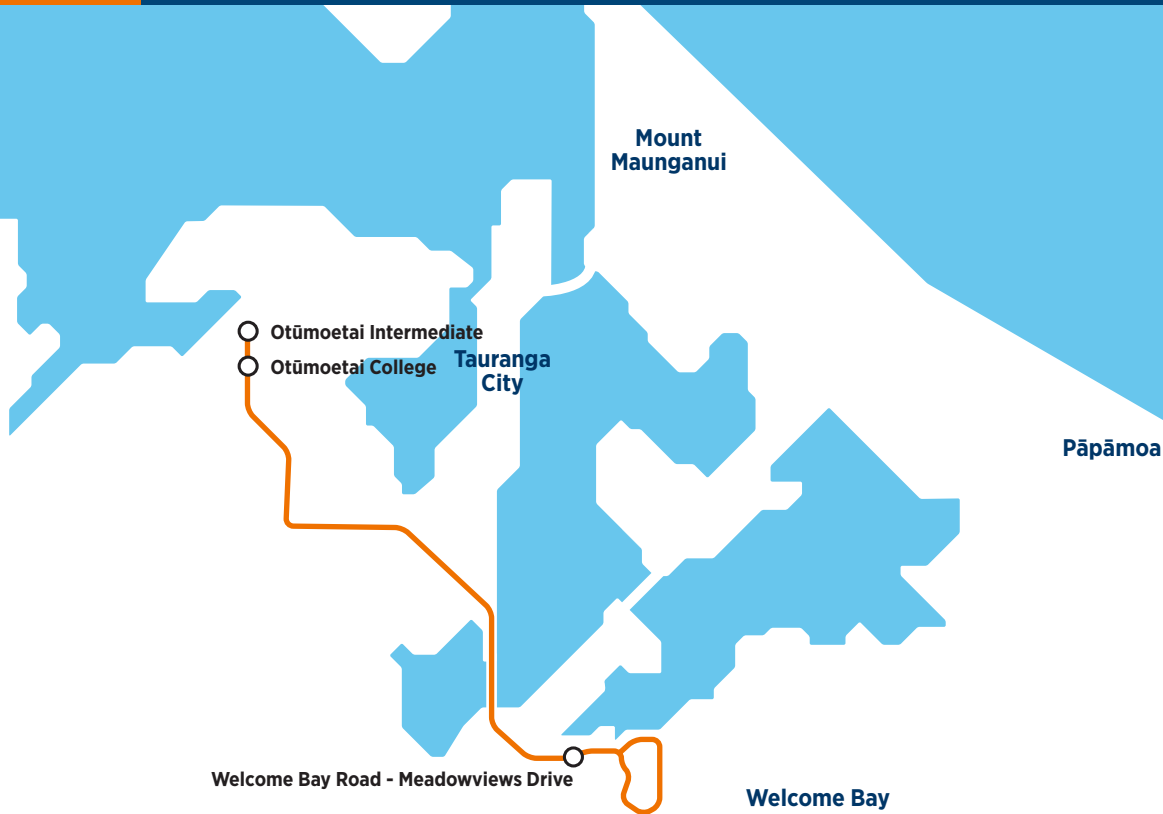 Mount
Maunganui
Otūmoetai Intermediate
Otūmoetai College
Tauranga
City
Pāpāmoa
Welcome Bay Road - Meadowviews Drive
Welcome Bay